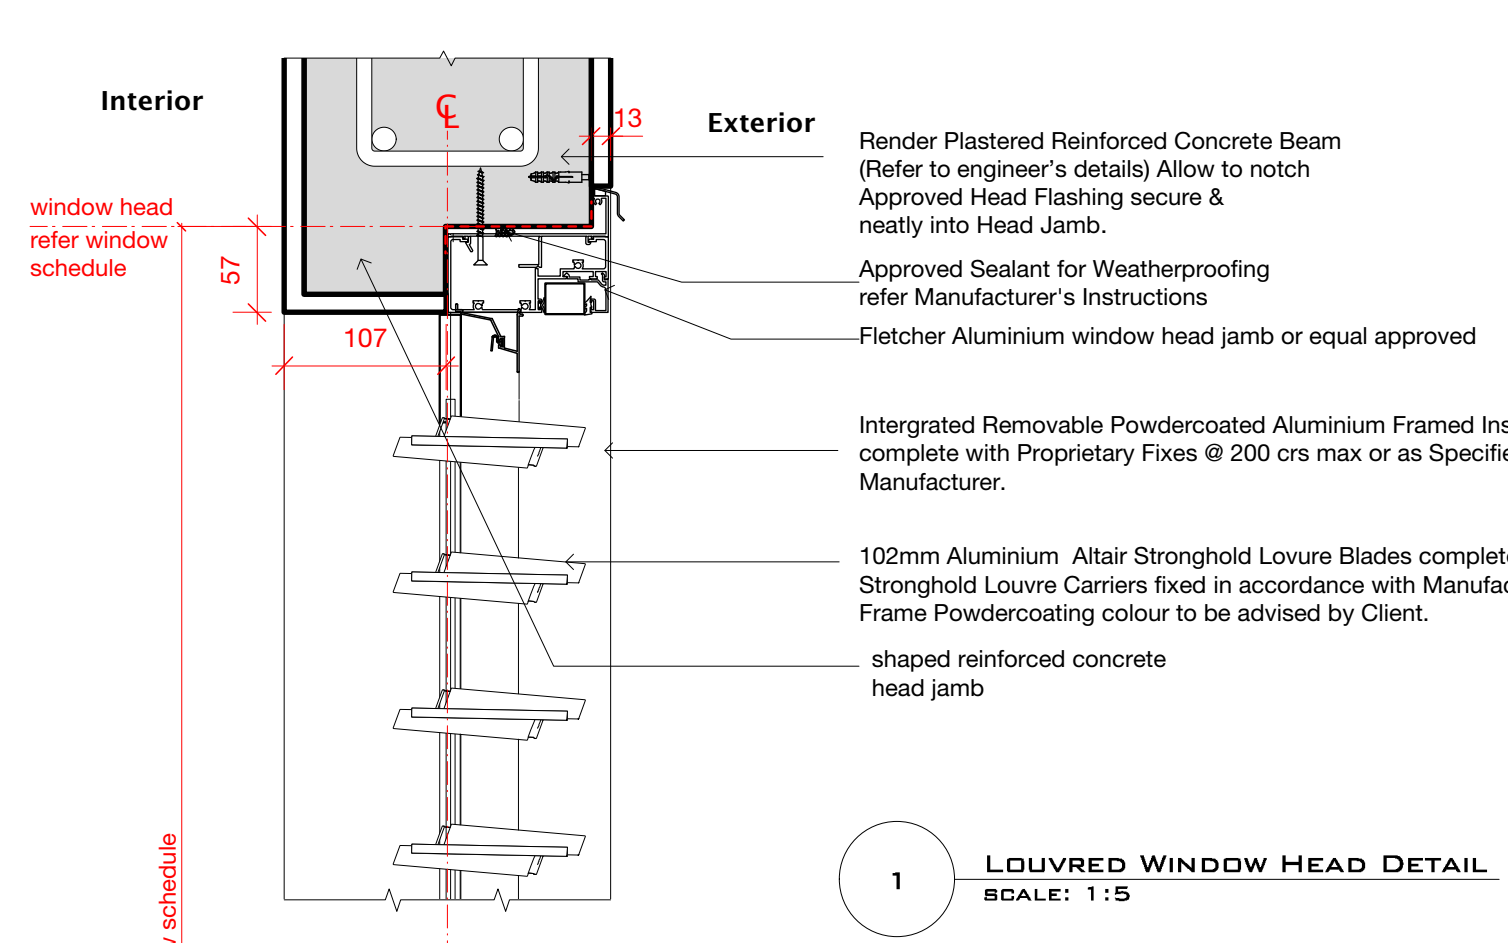 Interior
Exterior
CL
13
window head
refer window
schedule
57
107
Render Plastered Reinforced Concrete Beam
(Refer to engineer’s details) Allow to notch
Approved Head Flashing secure &
neatly into Head Jamb.
Approved Sealant for Weatherproofing
refer Manufacturer's Instructions
Fletcher Aluminium window head jamb or equal approved
Intergrated Removable Powdercoated Aluminium Framed
complete with Proprietary Fixes @ 200 crs max or as
Manufacturer.
102mm Aluminium Altair Stronghold Lovure Blades
Stronghold Louvre Carriers fixed in accordance with
Frame Powdercoating colour to be advised by Client.
shaped reinforced concrete
head jamb
schedule
1
LOUVRED WINDOW HEAD DETAIL
SCALE: 1:5